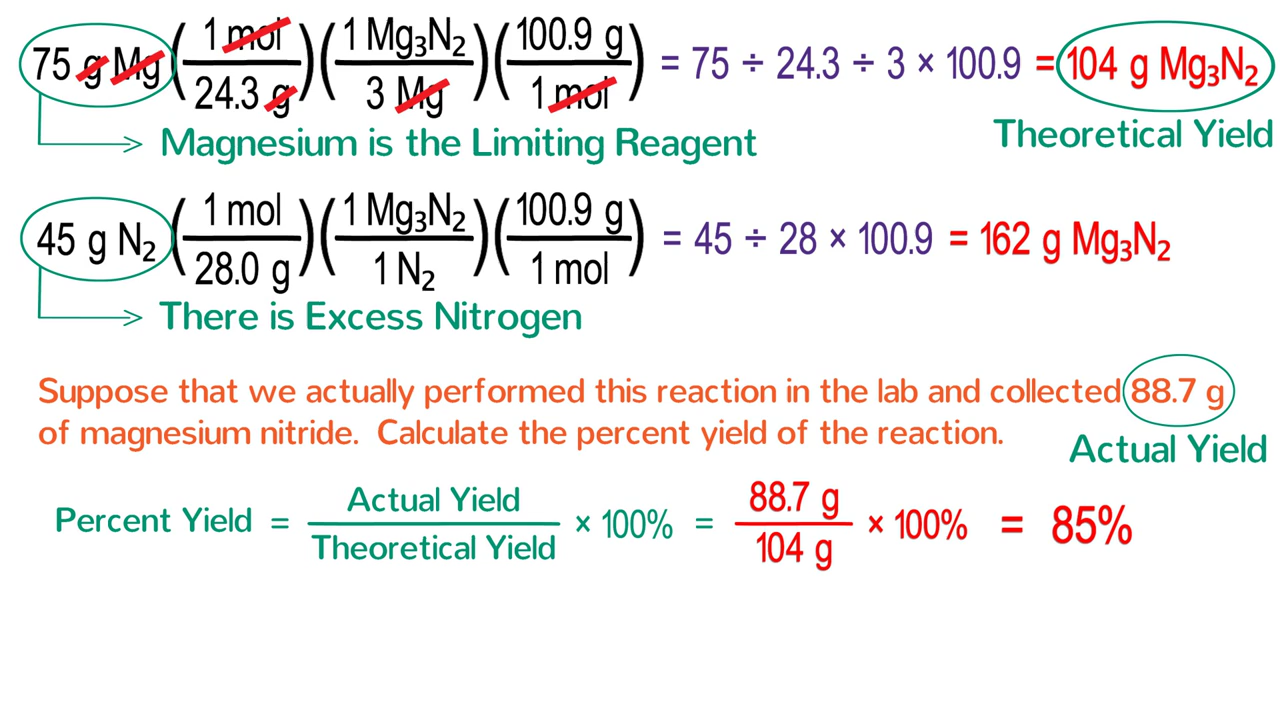 75 g Mg (1 mol / 24.3 g) (1 Mg₃N₂ / 3 Mg) (100.9 g / 1 mol) = 75 ÷ 24.3 ÷ 3 × 100.9 = 104 g Mg₃N₂
Magnesium is the Limiting Reagent
Theoretical Yield
45 g N₂ (1 mol / 28.0 g) (1 Mg₃N₂ / 1 N₂) (100.9 g / 1 mol) = 45 ÷ 28 × 100.9 = 162 g Mg₃N₂
There is Excess Nitrogen
Suppose that we actually performed this reaction in the lab and collected 88.7 g
of magnesium nitride. Calculate the percent yield of the reaction.
Actual Yield
Percent Yield = Actual Yield / Theoretical Yield × 100% = 88.7 g / 104 g × 100% = 85%